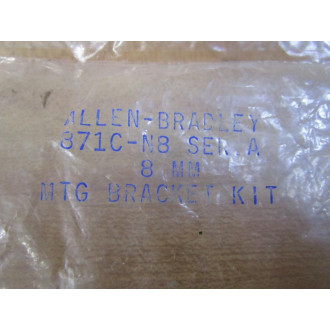 ALLEN-BRADLEY
871C-N8 SER.A
8 MM
MTG BRACKET KIT